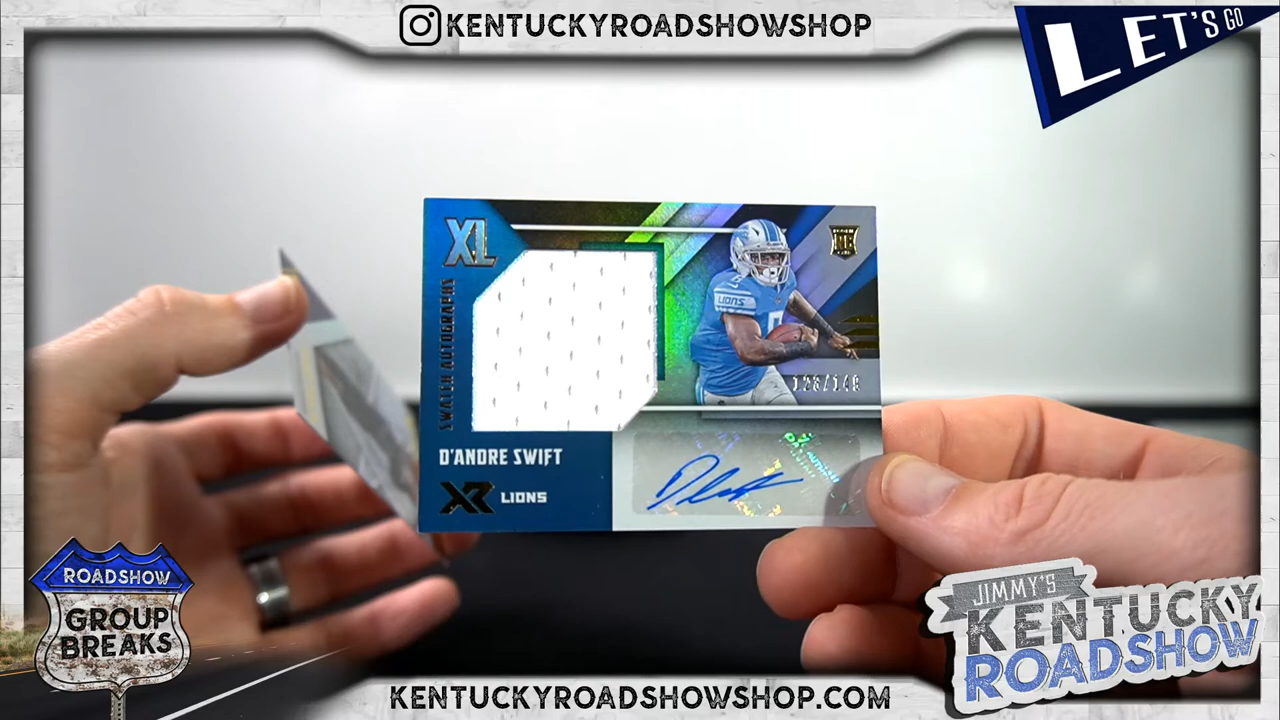 KENTUCKYROADSHOWSHOP
LET'S GO
XL
SWATCH AUTOGRAPHS
LIONS
D'ANDRE SWIFT
XR LIONS
ROADSHOW
GROUP
BREAKS
JIMMY'S
KENTUCKY
ROADSHOW
KENTUCKYROADSHOWSHOP.COM